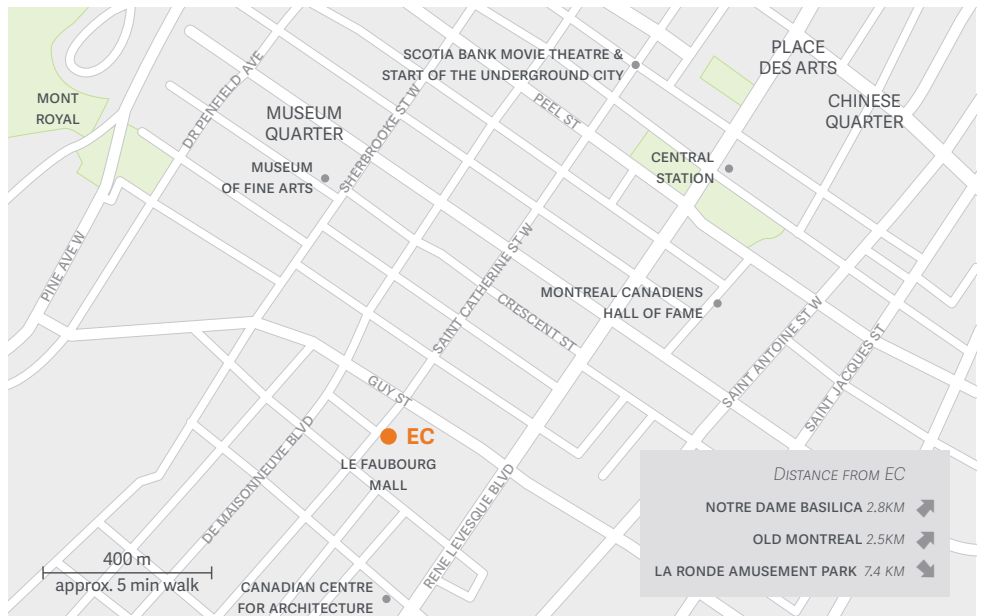 SCOTIA BANK MOVIE THEATRE &
START OF THE UNDERGROUND CITY
PLACE
DES ARTS
CHINESE
QUARTER
MONT
ROYAL
DR PENFIELD AVE
MUSEUM
QUARTER
SHERBROOKE ST W
PEEL ST
MUSEUM
OF FINE ARTS
CENTRAL
STATION
PINE AVE W
SAINT CATHERINE ST W
CRESCENT ST
MONTREAL CANADIENS
HALL OF FAME
SAINT ANTOINE ST W
SAINT JACQUES ST
GUY ST
EC
LE FAUBOURG
MALL
DE MAISONNEUVE BLVD
RENE LEVESQUE BLVD
DISTANCE FROM EC
NOTRE DAME BASILICA 2.8KM
OLD MONTREAL 2.5KM
LA RONDE AMUSEMENT PARK 7.4 KM
400 m
approx. 5 min walk
CANADIAN CENTRE
FOR ARCHITECTURE